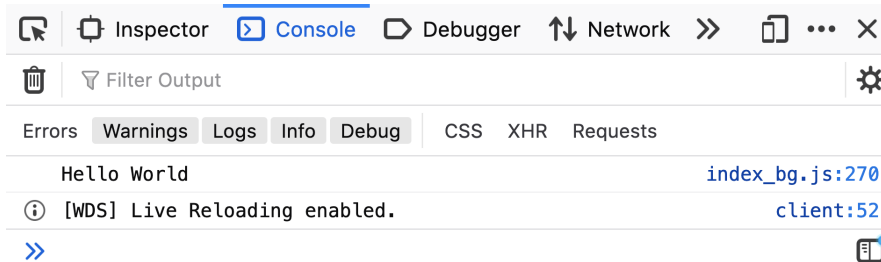 Inspector Console Debugger Network
Filter Output
Errors Warnings Logs Info Debug CSS XHR Requests
Hello World index_bg.js:270
[WDS] Live Reloading enabled. client:52